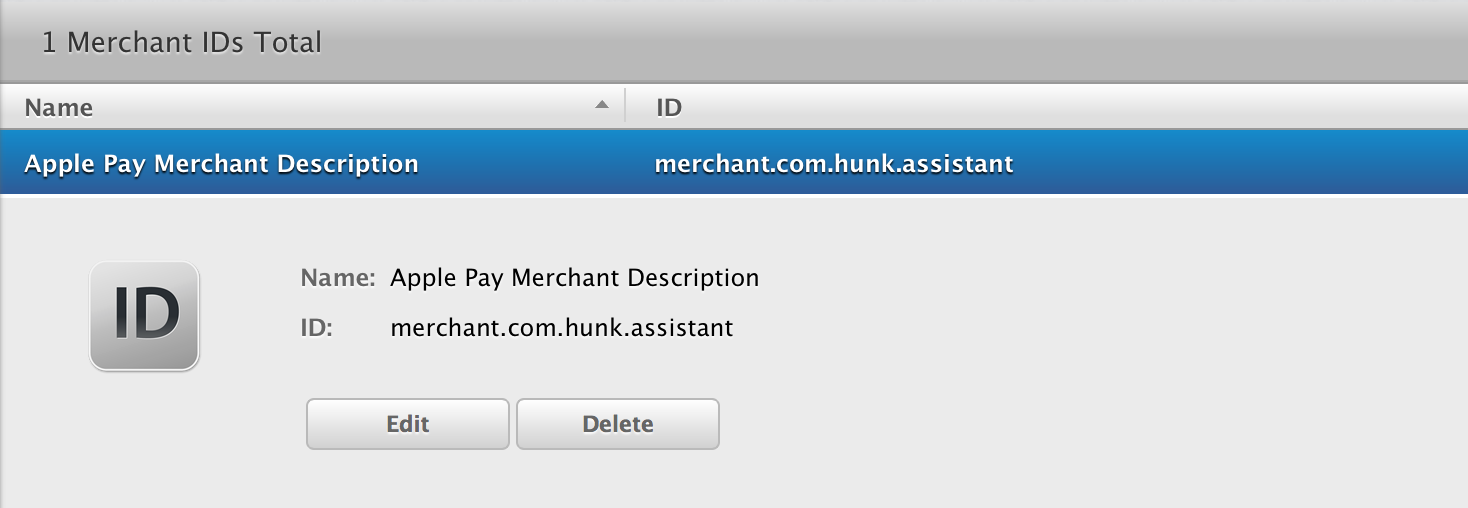 1 Merchant IDs Total
Name ID
Apple Pay Merchant Description merchant.com.hunk.assistant
ID
Name: Apple Pay Merchant Description
ID: merchant.com.hunk.assistant
Edit Delete